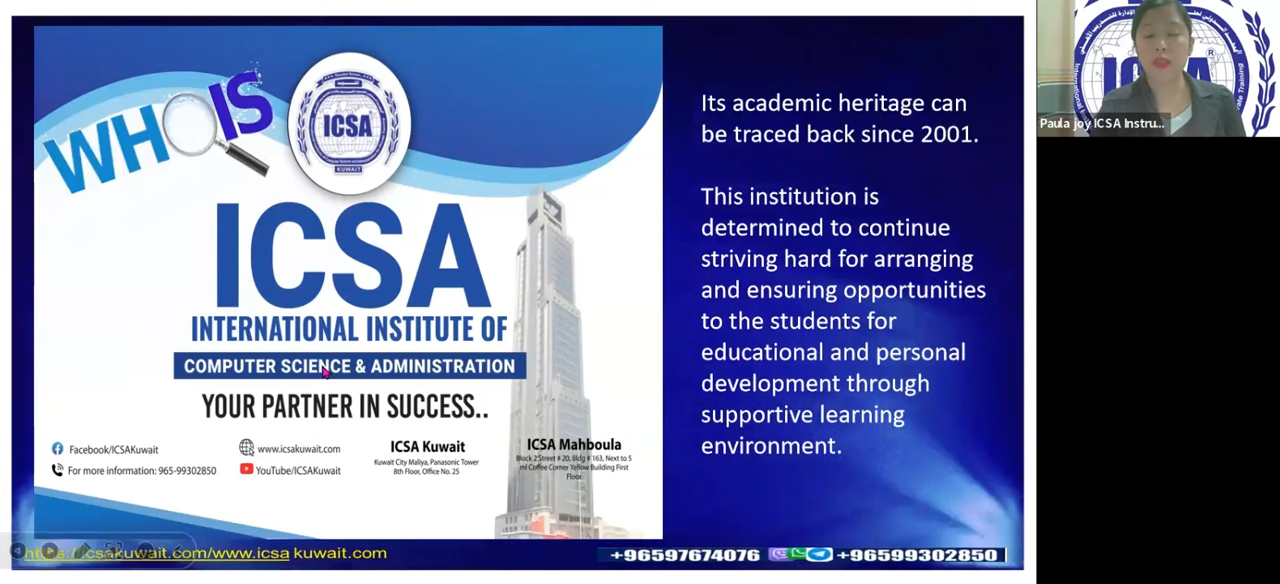 WHO IS
ICSA
KUWAIT
ICSA
INTERNATIONAL INSTITUTE OF
COMPUTER SCIENCE & ADMINISTRATION
YOUR PARTNER IN SUCCESS..
Facebook/ICSAKuwait
www.icsakuwait.com
For more information: 965-99302850
YouTube/ICSAKuwait
ICSA Kuwait
Kuwait City Maliya, Panasonic Tower
8th Floor, Office No. 25
ICSA Mahboula
Block 2 Street # 20, Bldg # 163, Next to 5
ml Coffee Corner Yellow Building First
Floor
Its academic heritage can
be traced back since 2001.
This institution is
determined to continue
striving hard for arranging
and ensuring opportunities
to the students for
educational and personal
development through
supportive learning
environment.
https://icsakuwait.com/www.icsakuwait.com
+96597674076
+96599302850
Paula joy ICSA Instru...